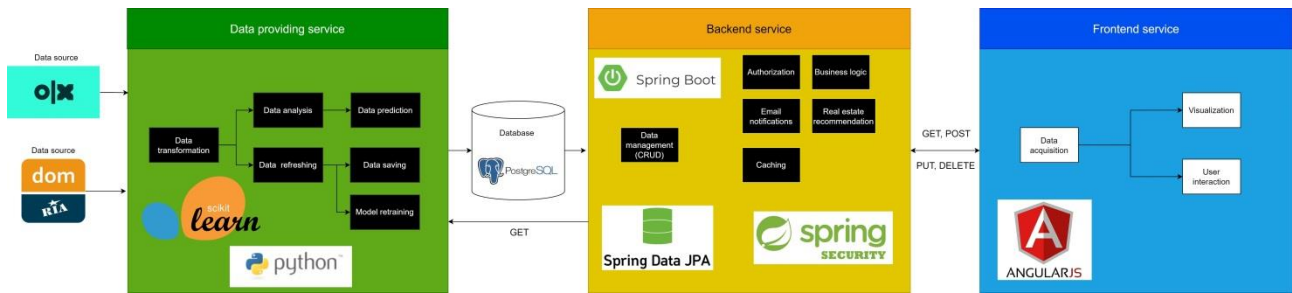 Data source
olx
Data source
dom
RIA
Data providing service
Data transformation
Data analysis
Data prediction
Data refreshing
Data saving
Model retraining
scikit
learn
python™
Database
PostgreSQL
GET
Backend service
Spring Boot
Authorization
Business logic
Email
notifications
Real estate
recommendation
Data
management
(CRUD)
Caching
Spring Data JPA
spring
SECURITY
GET, POST
PUT, DELETE
Frontend service
Data
acquisition
Visualization
User
interaction
ANGULARJS